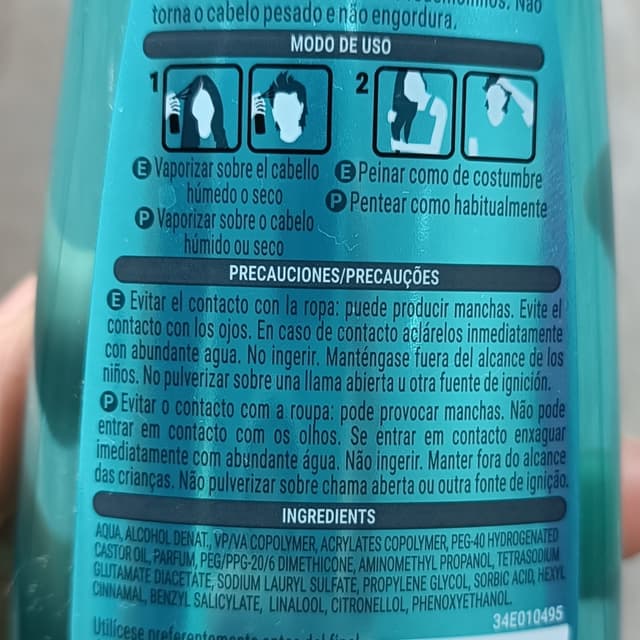 torna o cabelo pesado e não engordura.
MODO DE USO
1
2
E Vaporizar sobre el cabello
húmedo o seco
P Vaporizar sobre o cabelo
húmido ou seco
E Peinar como de costumbre
P Pentear como habitualmente
PRECAUCIONES/PRECAUÇÕES
E Evitar el contacto con la ropa: puede producir manchas. Evite el
contacto con los ojos. En caso de contacto aclárelos inmediatamente
con abundante agua. No ingerir. Manténgase fuera del alcance de los
niños. No pulverizar sobre una llama abierta u otra fuente de ignición.
P Evitar o contacto com a roupa: pode provocar manchas. Não pode
entrar em contacto com os olhos. Se entrar em contacto enxaguar
imediatamente com abundante água. Não ingerir. Manter fora do alcance
das crianças. Não pulverizar sobre chama aberta ou outra fonte de ignição.
INGREDIENTS
AQUA, ALCOHOL DENAT., VP/VA COPOLYMER, ACRYLATES COPOLYMER, PEG-40 HYDROGENATED
CASTOR OIL, PARFUM, PEG/PPG-20/6 DIMETHICONE, AMINOMETHYL PROPANOL, TETRASODIUM
GLUTAMATE DIACETATE, SODIUM LAURYL SULFATE, PROPYLENE GLYCOL, SORBIC ACID, HEXYL
CINNAMAL, BENZYL SALICYLATE, LINALOOL, CITRONELLOL, PHENOXYETHANOL.
34E010495
Utilícese preferentemente antes del final